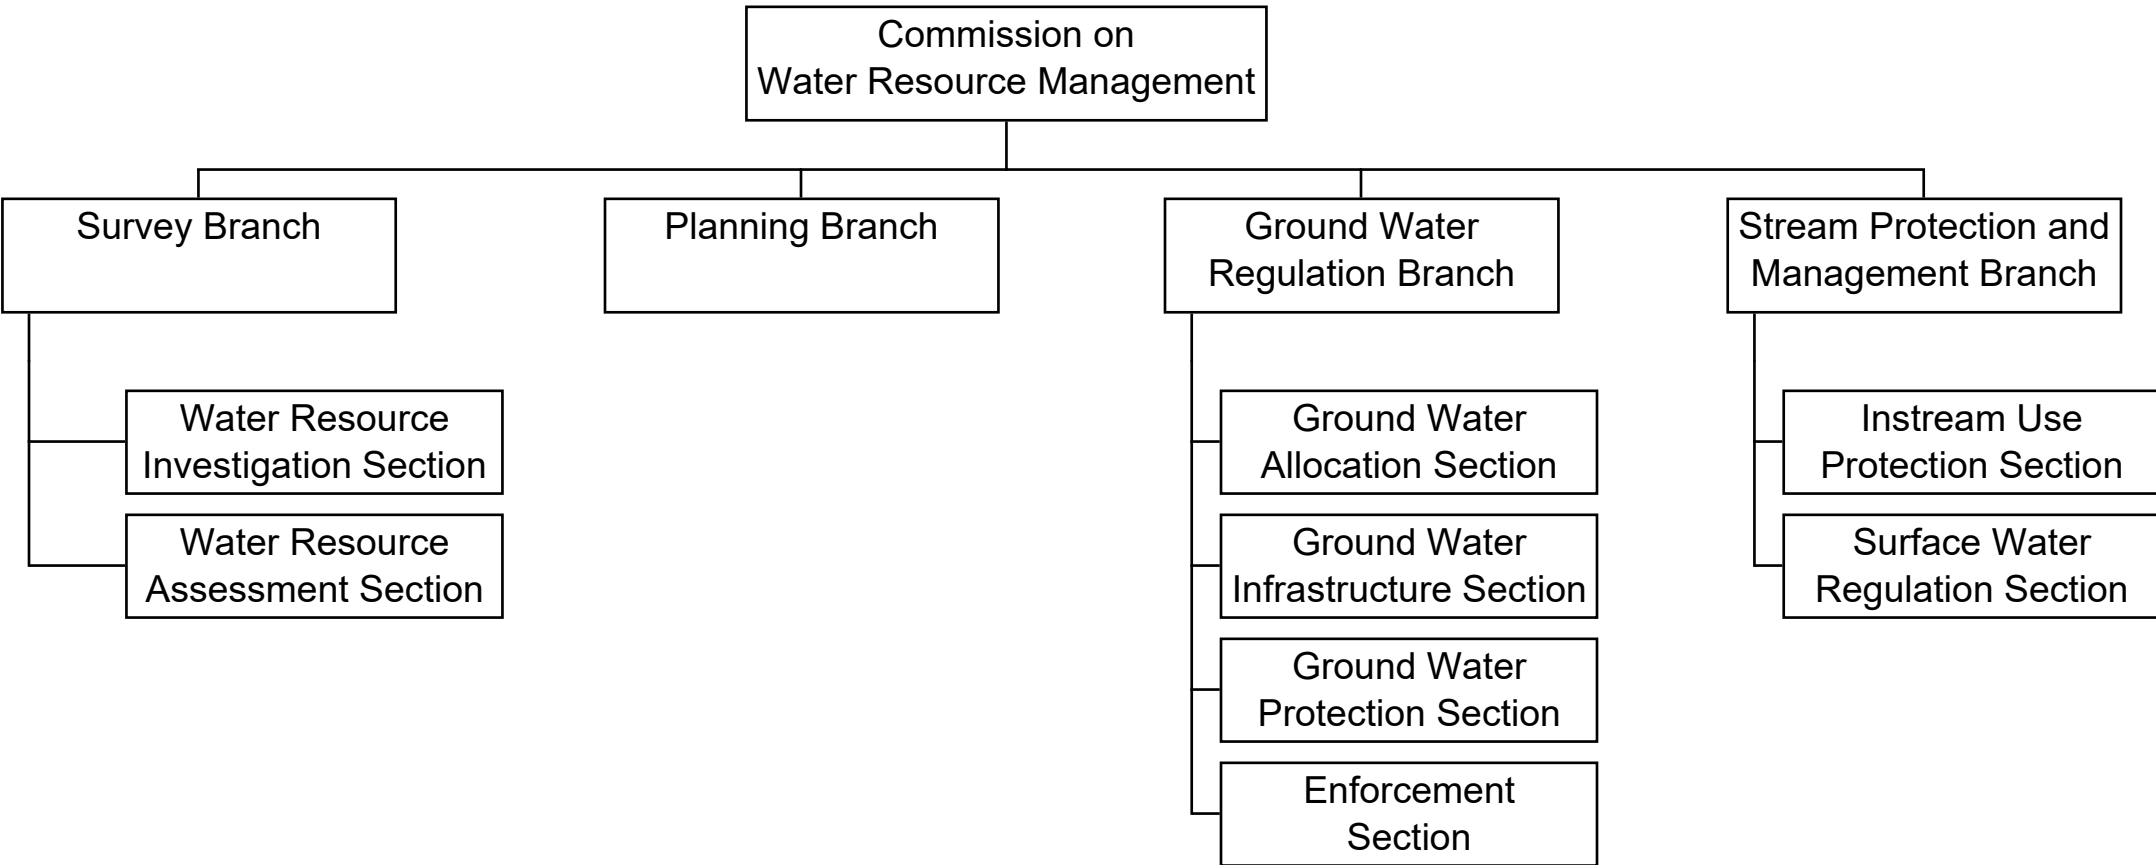 Commission on
Water Resource Management
Survey Branch
Planning Branch
Ground Water
Regulation Branch
Stream Protection and
Management Branch
Water Resource
Investigation Section
Water Resource
Assessment Section
Ground Water
Allocation Section
Ground Water
Infrastructure Section
Ground Water
Protection Section
Enforcement
Section
Instream Use
Protection Section
Surface Water
Regulation Section